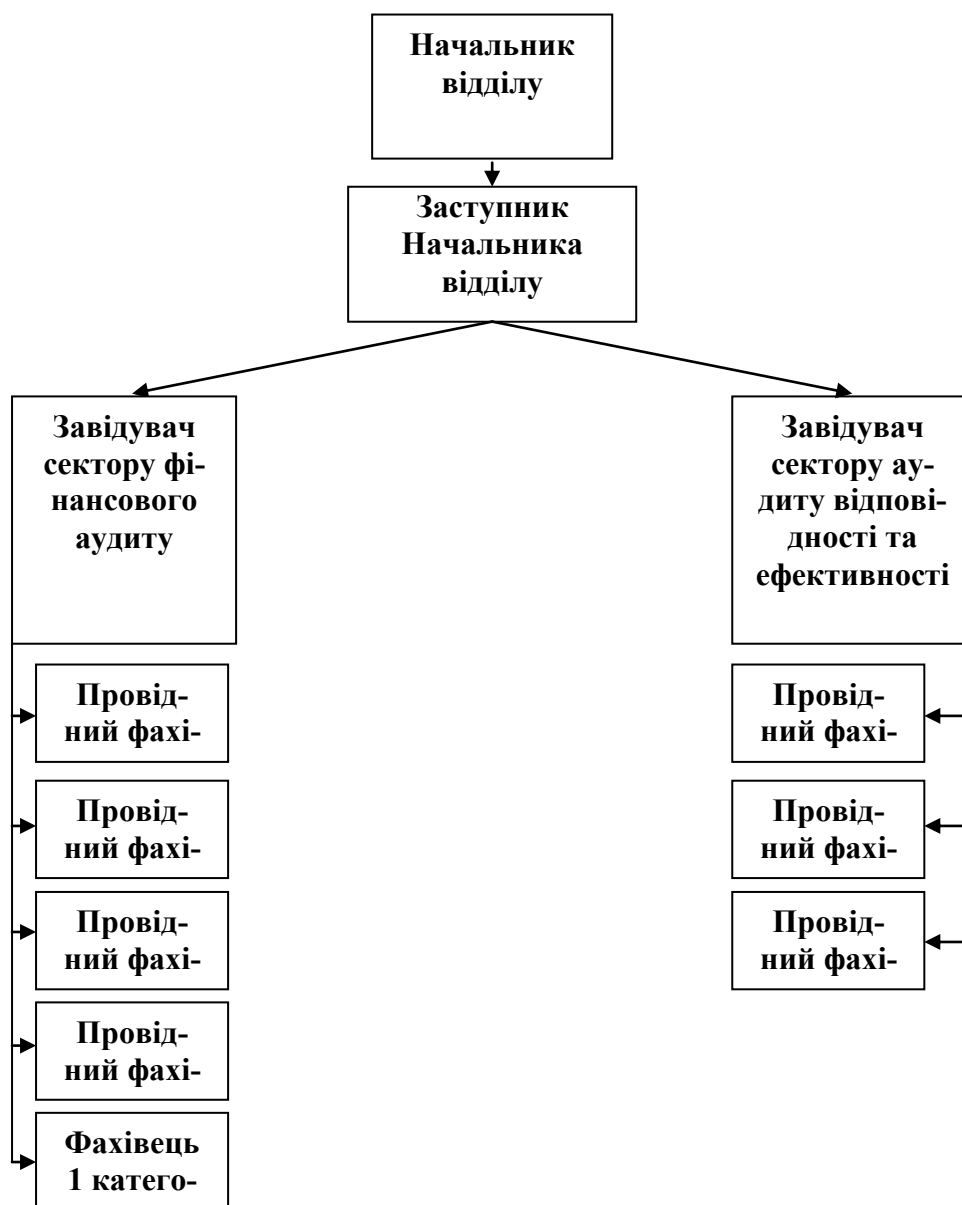 Начальник
відділу
Заступник
Начальника
відділу
Завідувач
сектору фі-
нансового
аудиту
Завідувач
сектору ау-
диту відпові-
дності та
ефективності
Провід-
ний фахі-
Провід-
ний фахі-
Провід-
ний фахі-
Провід-
ний фахі-
Фахівець
1 катего-
Провід-
ний фахі-
Провід-
ний фахі-
Провід-
ний фахі-